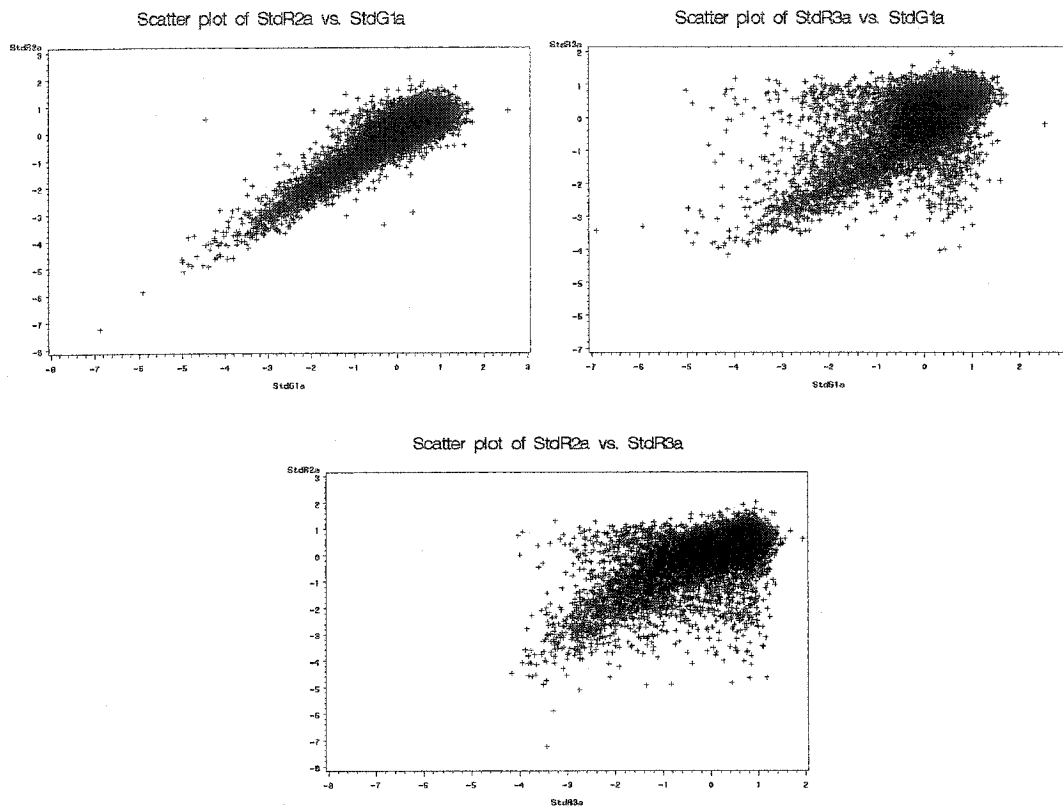 Scatter plot of StdR2a vs. StdG1a
StdR2a
3
2
1
0
-1
-2
-3
-4
-5
-6
-7
-8
-8 -7 -6 -5 -4 -3 -2 -1 0 1 2 3
StdG1a
Scatter plot of StdR3a vs. StdG1a
StdR3a
2
1
0
-1
-2
-3
-4
-5
-6
-7
-7 -6 -5 -4 -3 -2 -1 0 1 2 3
StdG1a
Scatter plot of StdR2a vs. StdR3a
StdR2a
3
2
1
0
-1
-2
-3
-4
-5
-6
-7
-8
-8 -7 -6 -5 -4 -3 -2 -1 0 1 2
StdR3a